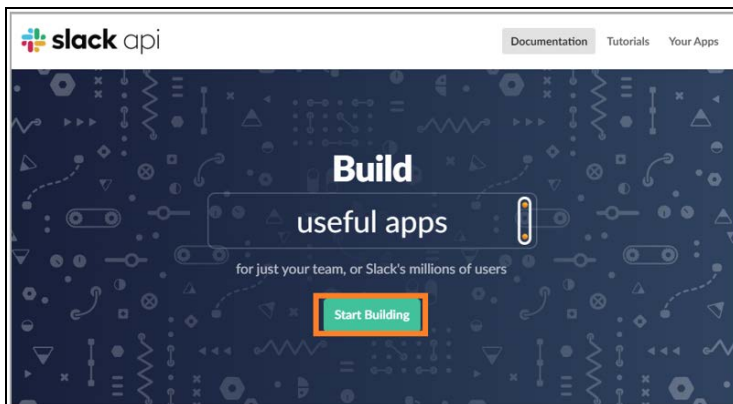 slack api
Documentation Tutorials Your Apps
Build
useful apps
for just your team, or Slack's millions of users
Start Building